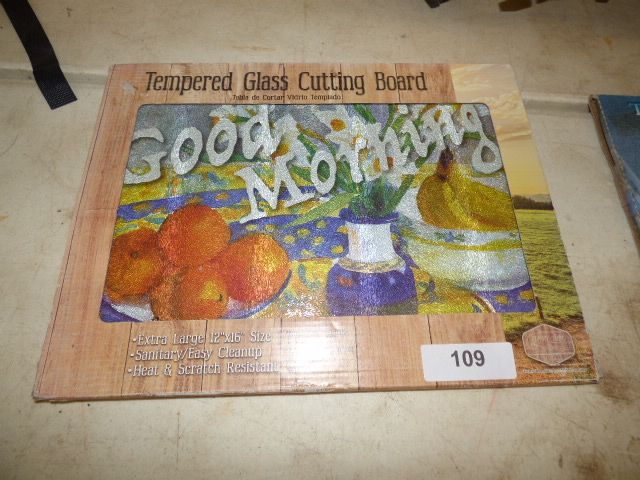 Tempered Glass Cutting Board
Tabla de Cortar Vidrio Templado
Good
Morning
•Extra Large 12"x16" Size
•Sanitary/Easy Cleanup
•Heat & Scratch Resistant
109